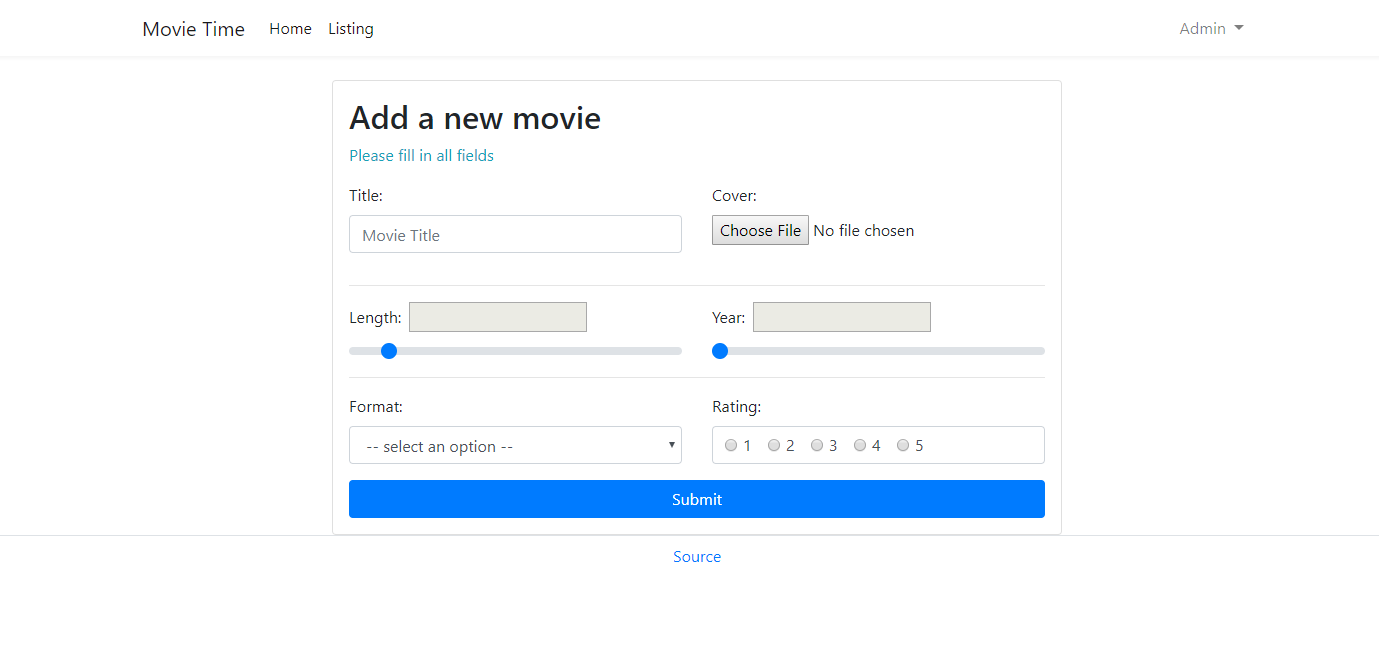 Movie Time Home Listing Admin
Add a new movie
Please fill in all fields
Title: Cover:
Movie Title Choose File No file chosen
Length: Year:
Format: Rating:
-- select an option -- 1 2 3 4 5
Submit
Source